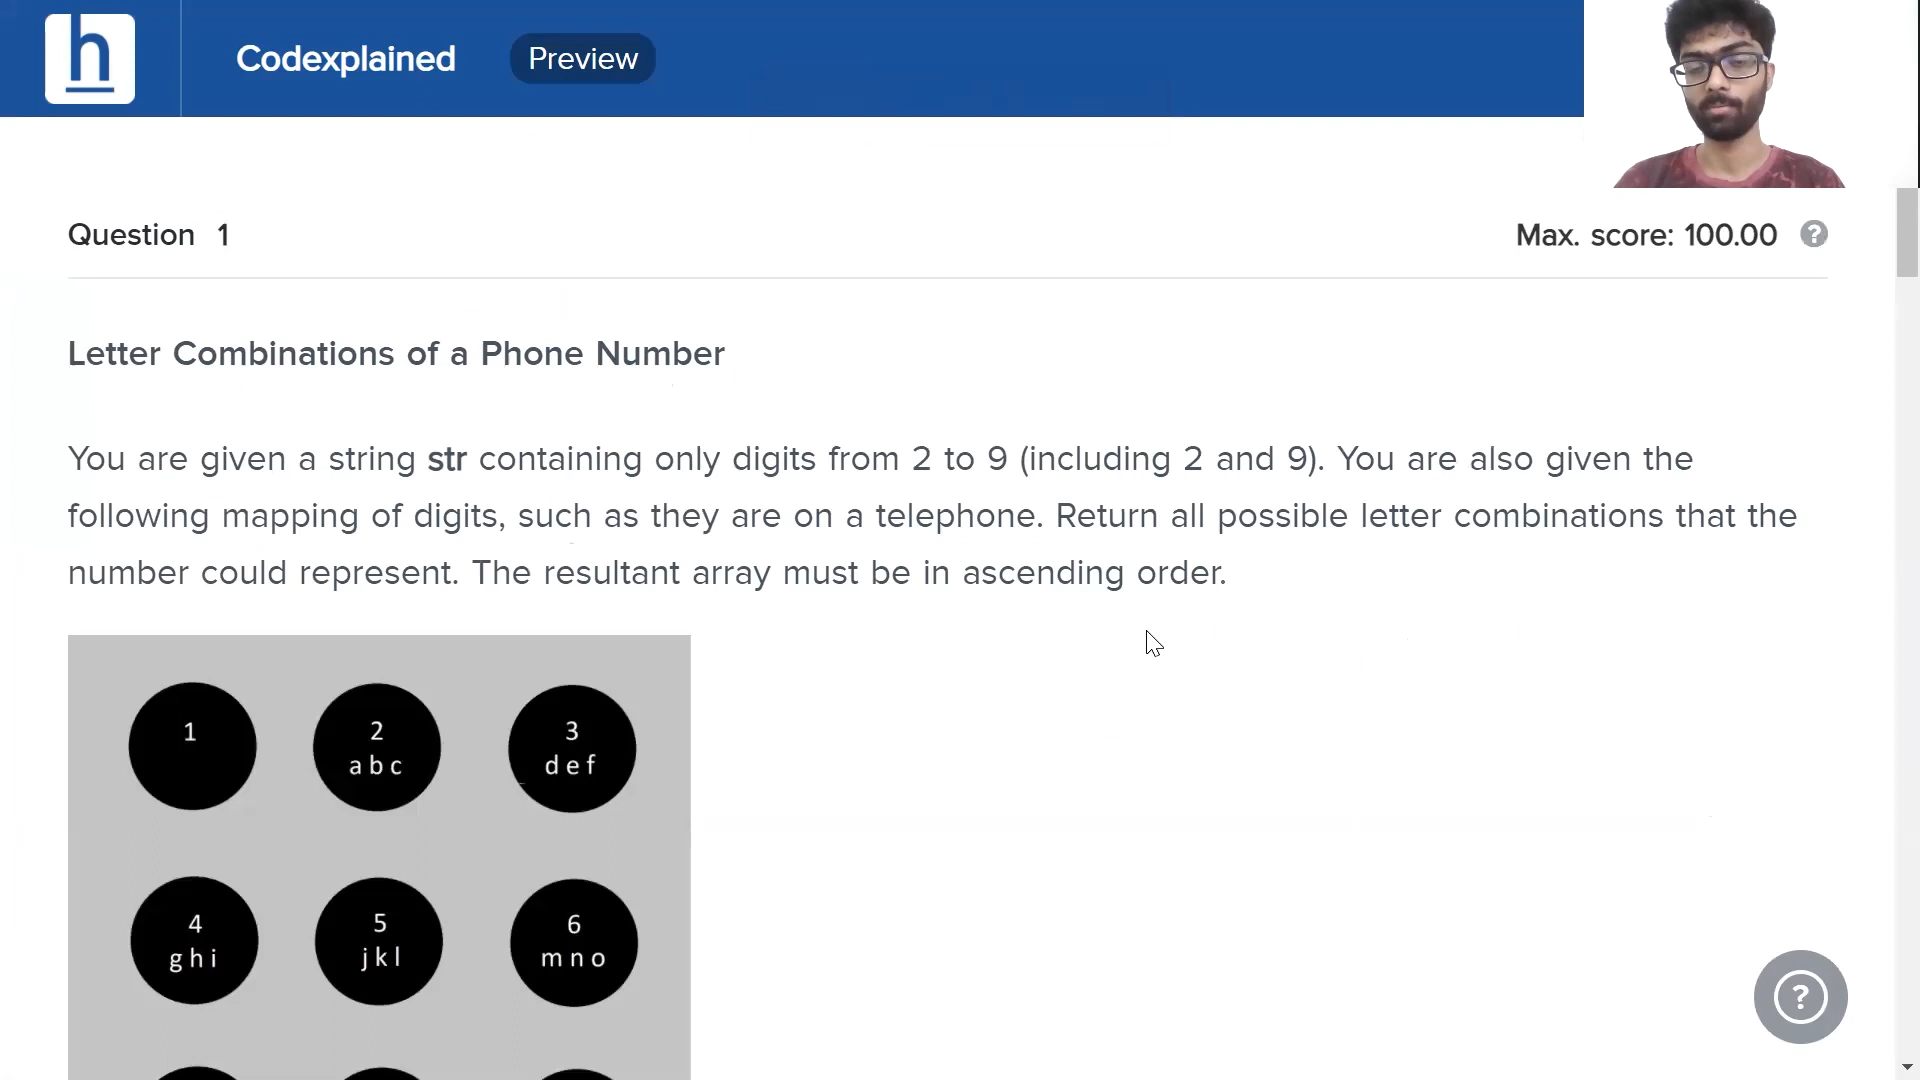 h
Codexplained
Preview
Question 1
Max. score: 100.00
?
Letter Combinations of a Phone Number
You are given a string str containing only digits from 2 to 9 (including 2 and 9). You are also given the
following mapping of digits, such as they are on a telephone. Return all possible letter combinations that the
number could represent. The resultant array must be in ascending order.
1
2
3
a b c
d e f
4
5
6
g h i
j k l
m n o
?